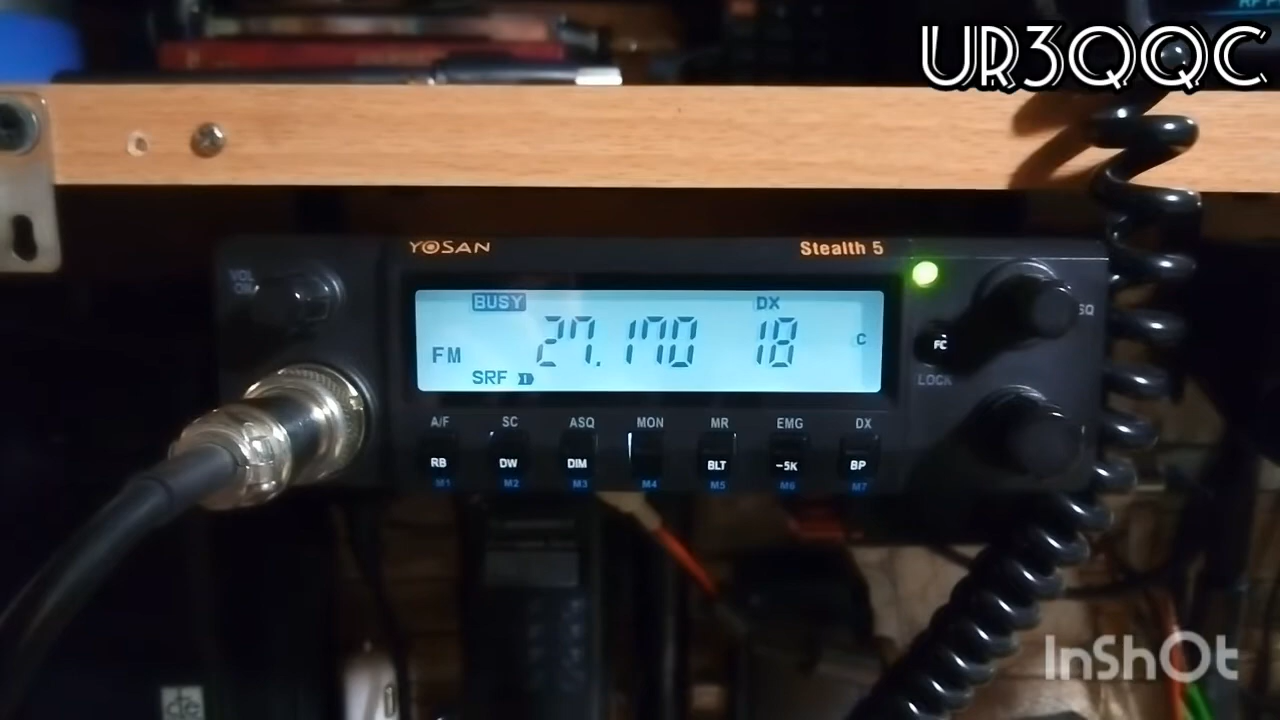 UR3QQC
YOSAN
Stealth 5
VOL
BUSY
DX
FM
27.170
18
C
SRF
SQ
FC
LOCK
A/F SC ASQ MON MR EMG DX
RB DW DIM BLT -5K BP
M1 M2 M3 M4 M5 M6 M7
InShOt